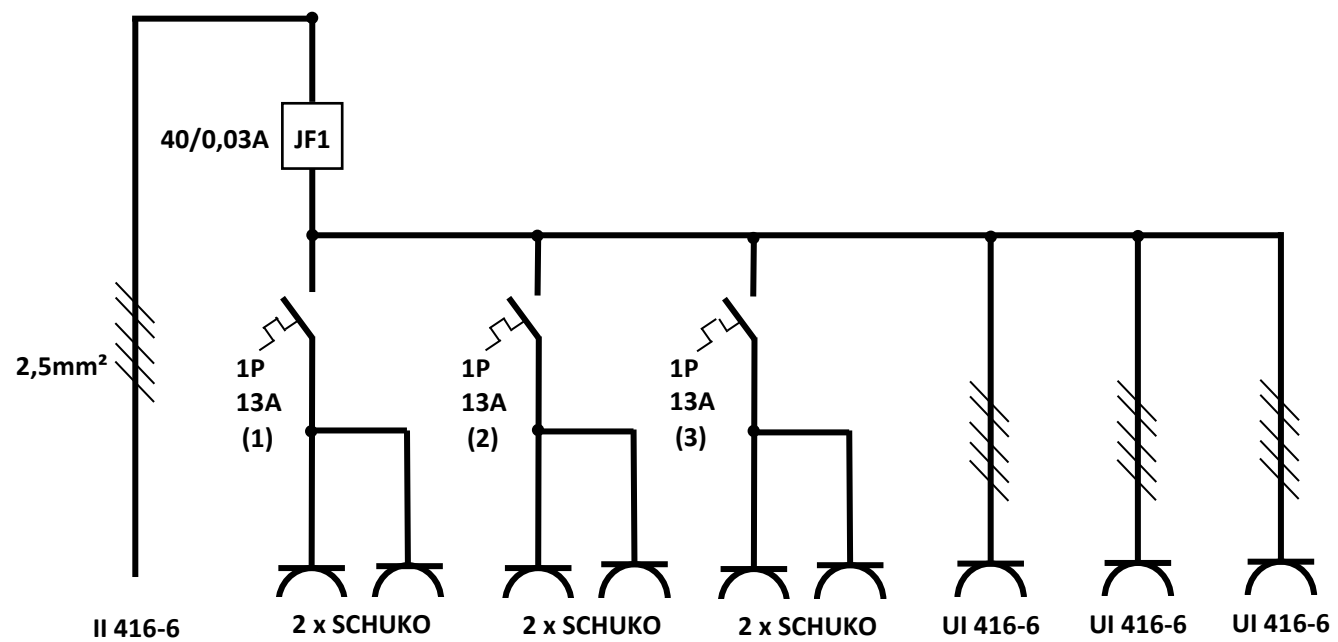 40/0,03A
JF1
2,5mm²
1P
13A
(1)
1P
13A
(2)
1P
13A
(3)
II 416-6
2 x SCHUKO
2 x SCHUKO
2 x SCHUKO
UI 416-6
UI 416-6
UI 416-6